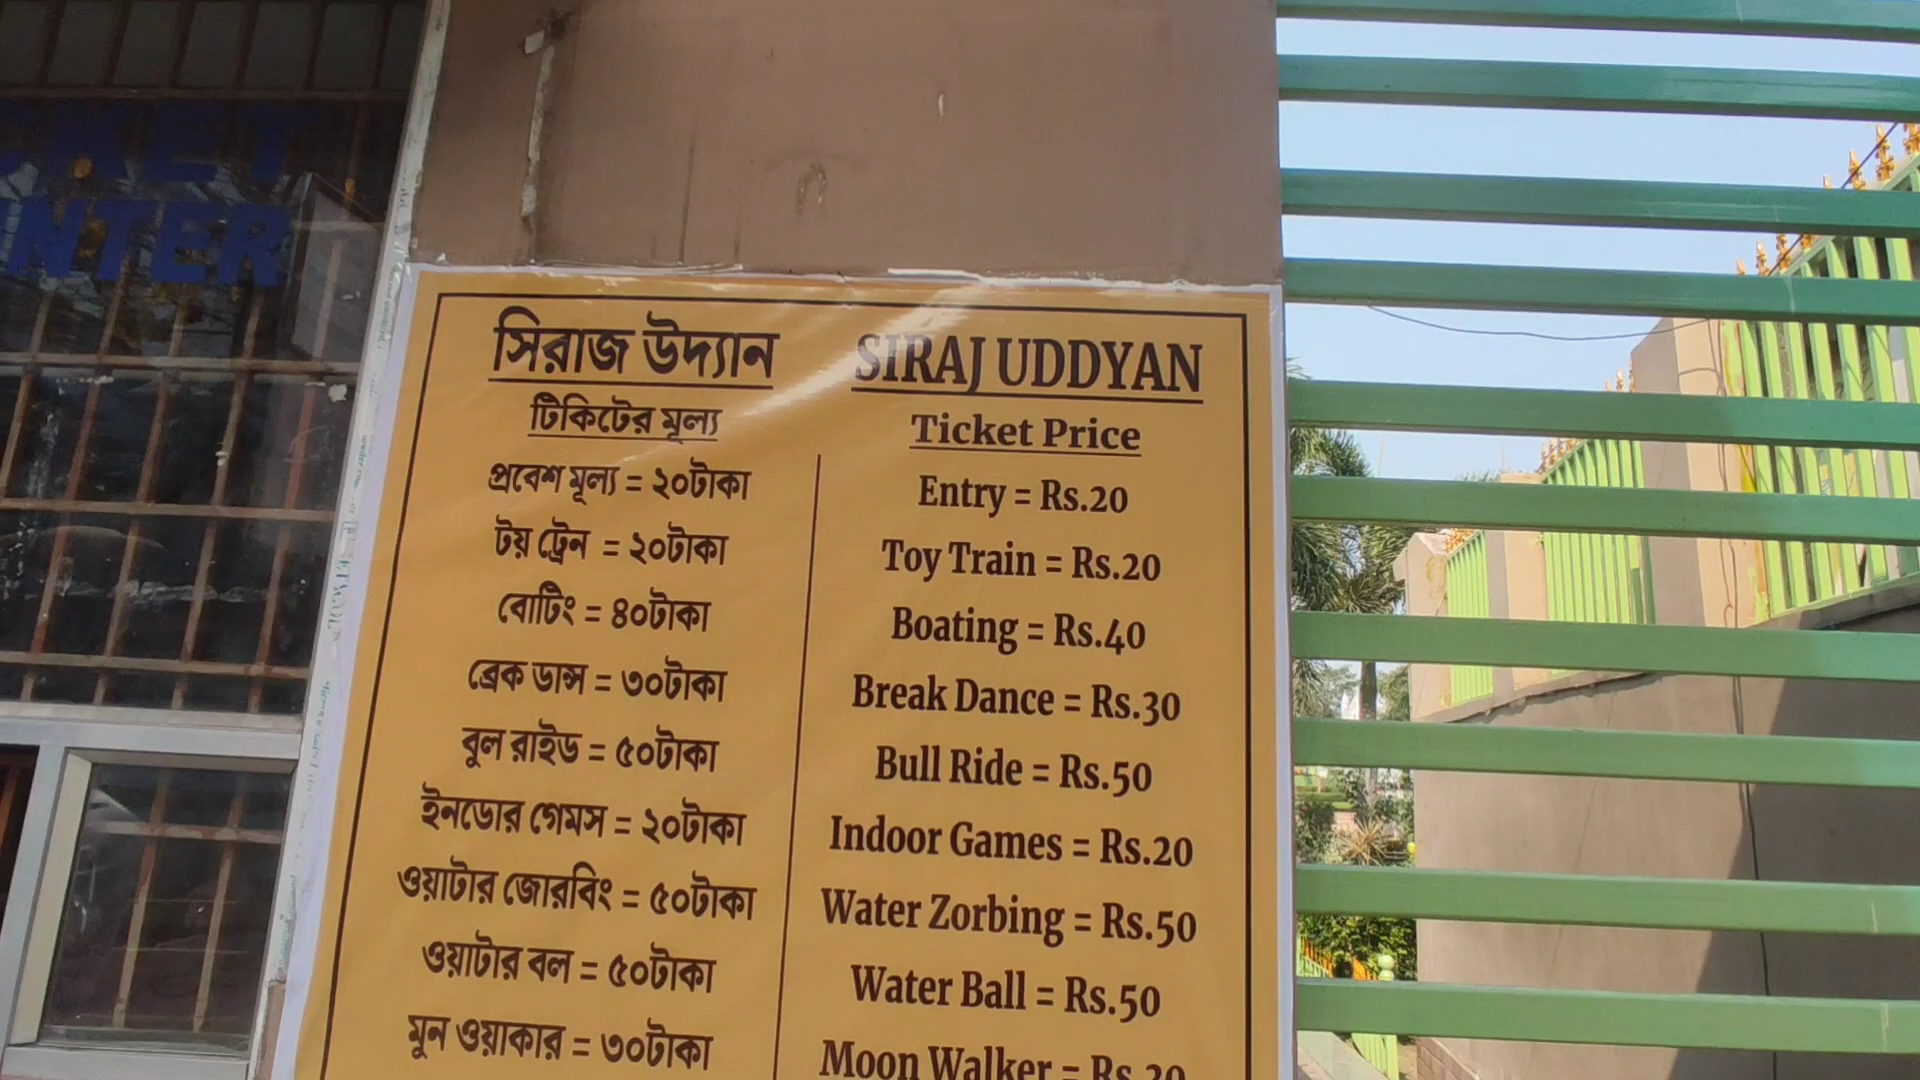 NTER
সিরাজ উদ্যান
টিকিটের মূল্য
প্রবেশ মূল্য = ২০টাকা
টয় ট্রেন = ২০টাকা
বোটিং = ৪০টাকা
ব্রেক ডান্স = ৩০টাকা
বুল রাইড = ৫০টাকা
ইনডোর গেমস = ২০টাকা
ওয়াটার জোরবিং = ৫০টাকা
ওয়াটার বল = ৫০টাকা
মুন ওয়াকার = ৩০টাকা
SIRAJ UDDYAN
Ticket Price
Entry = Rs.20
Toy Train = Rs.20
Boating = Rs.40
Break Dance = Rs.30
Bull Ride = Rs.50
Indoor Games = Rs.20
Water Zorbing = Rs.50
Water Ball = Rs.50
Moon Walker =